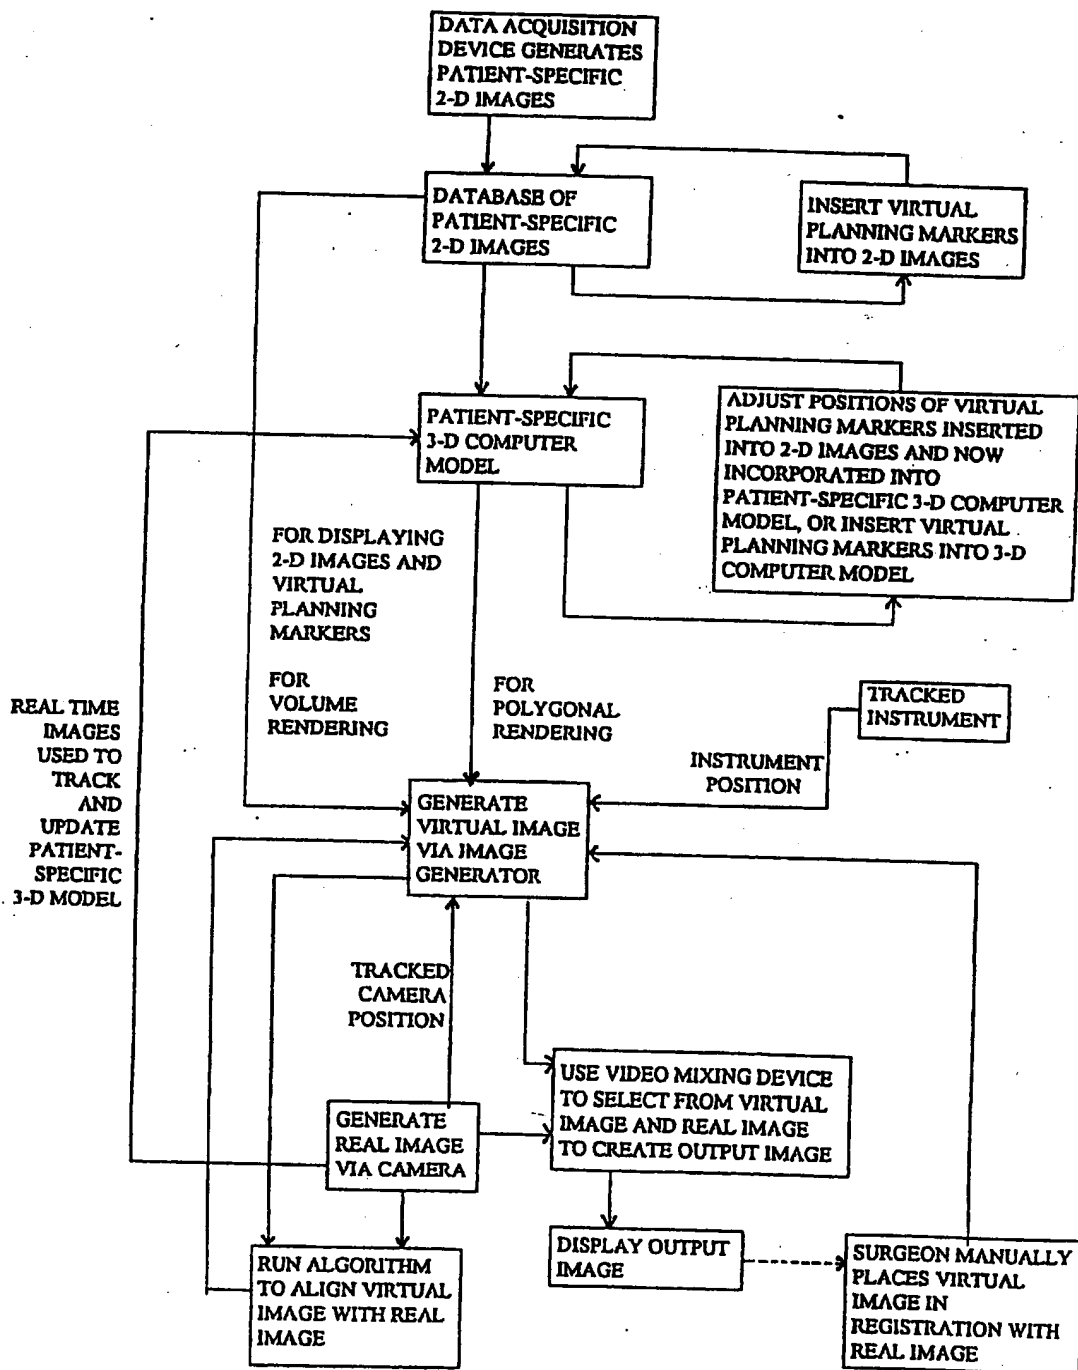 DATA ACQUISITION
DEVICE GENERATES
PATIENT-SPECIFIC
2-D IMAGES
DATABASE OF
PATIENT-SPECIFIC
2-D IMAGES
INSERT VIRTUAL
PLANNING MARKERS
INTO 2-D IMAGES
PATIENT-SPECIFIC
3-D COMPUTER
MODEL
ADJUST POSITIONS OF VIRTUAL
PLANNING MARKERS INSERTED
INTO 2-D IMAGES AND NOW
INCORPORATED INTO
PATIENT-SPECIFIC 3-D COMPUTER
MODEL, OR INSERT VIRTUAL
PLANNING MARKERS INTO 3-D
COMPUTER MODEL
FOR DISPLAYING
2-D IMAGES AND
VIRTUAL
PLANNING
MARKERS
FOR
VOLUME
RENDERING
FOR
POLYGONAL
RENDERING
TRACKED
INSTRUMENT
INSTRUMENT
POSITION
REAL TIME
IMAGES
USED TO
TRACK
AND
UPDATE
PATIENT-
SPECIFIC
3-D MODEL
GENERATE
VIRTUAL IMAGE
VIA IMAGE
GENERATOR
TRACKED
CAMERA
POSITION
USE VIDEO MIXING DEVICE
TO SELECT FROM VIRTUAL
IMAGE AND REAL IMAGE
TO CREATE OUTPUT IMAGE
GENERATE
REAL IMAGE
VIA CAMERA
RUN ALGORITHM
TO ALIGN VIRTUAL
IMAGE WITH REAL
IMAGE
DISPLAY OUTPUT
IMAGE
SURGEON MANUALLY
PLACES VIRTUAL
IMAGE IN
REGISTRATION WITH
REAL IMAGE